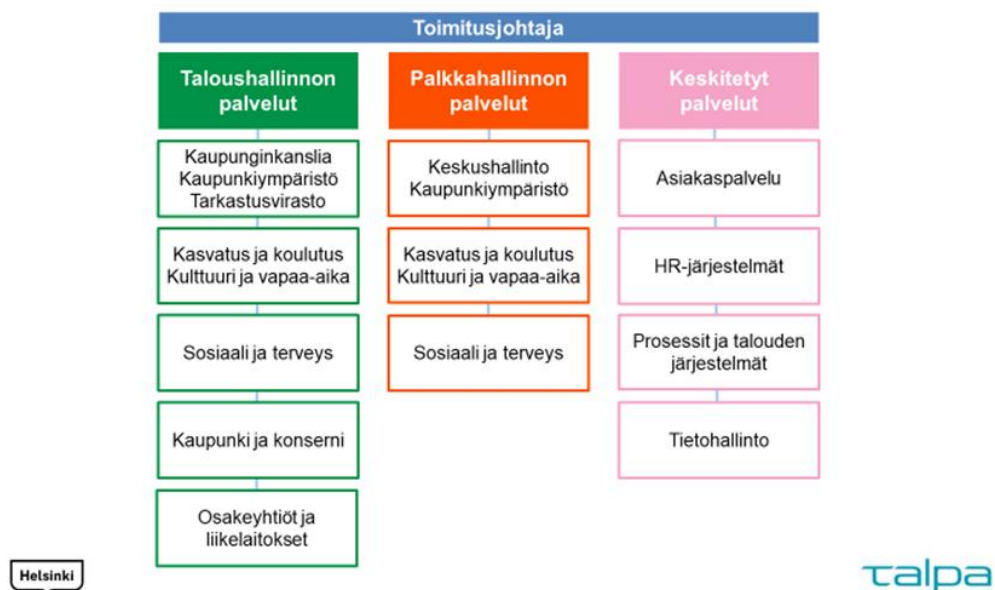 Toimitusjohtaja
Taloushallinnon
palvelut
Kaupunginkanslia
Kaupunkiympäristö
Tarkastusvirasto
Kasvatus ja koulutus
Kulttuuri ja vapaa-aika
Sosiaali ja terveys
Kaupunki ja konserni
Osakeyhtiöt ja
liikelaitokset
Palkkahallinnon
palvelut
Keskushallinto
Kaupunkiympäristö
Kasvatus ja koulutus
Kulttuuri ja vapaa-aika
Sosiaali ja terveys
Keskitetyt
palvelut
Asiakaspalvelu
HR-järjestelmät
Prosessit ja talouden
järjestelmät
Tietohallinto
Helsinki
talpa